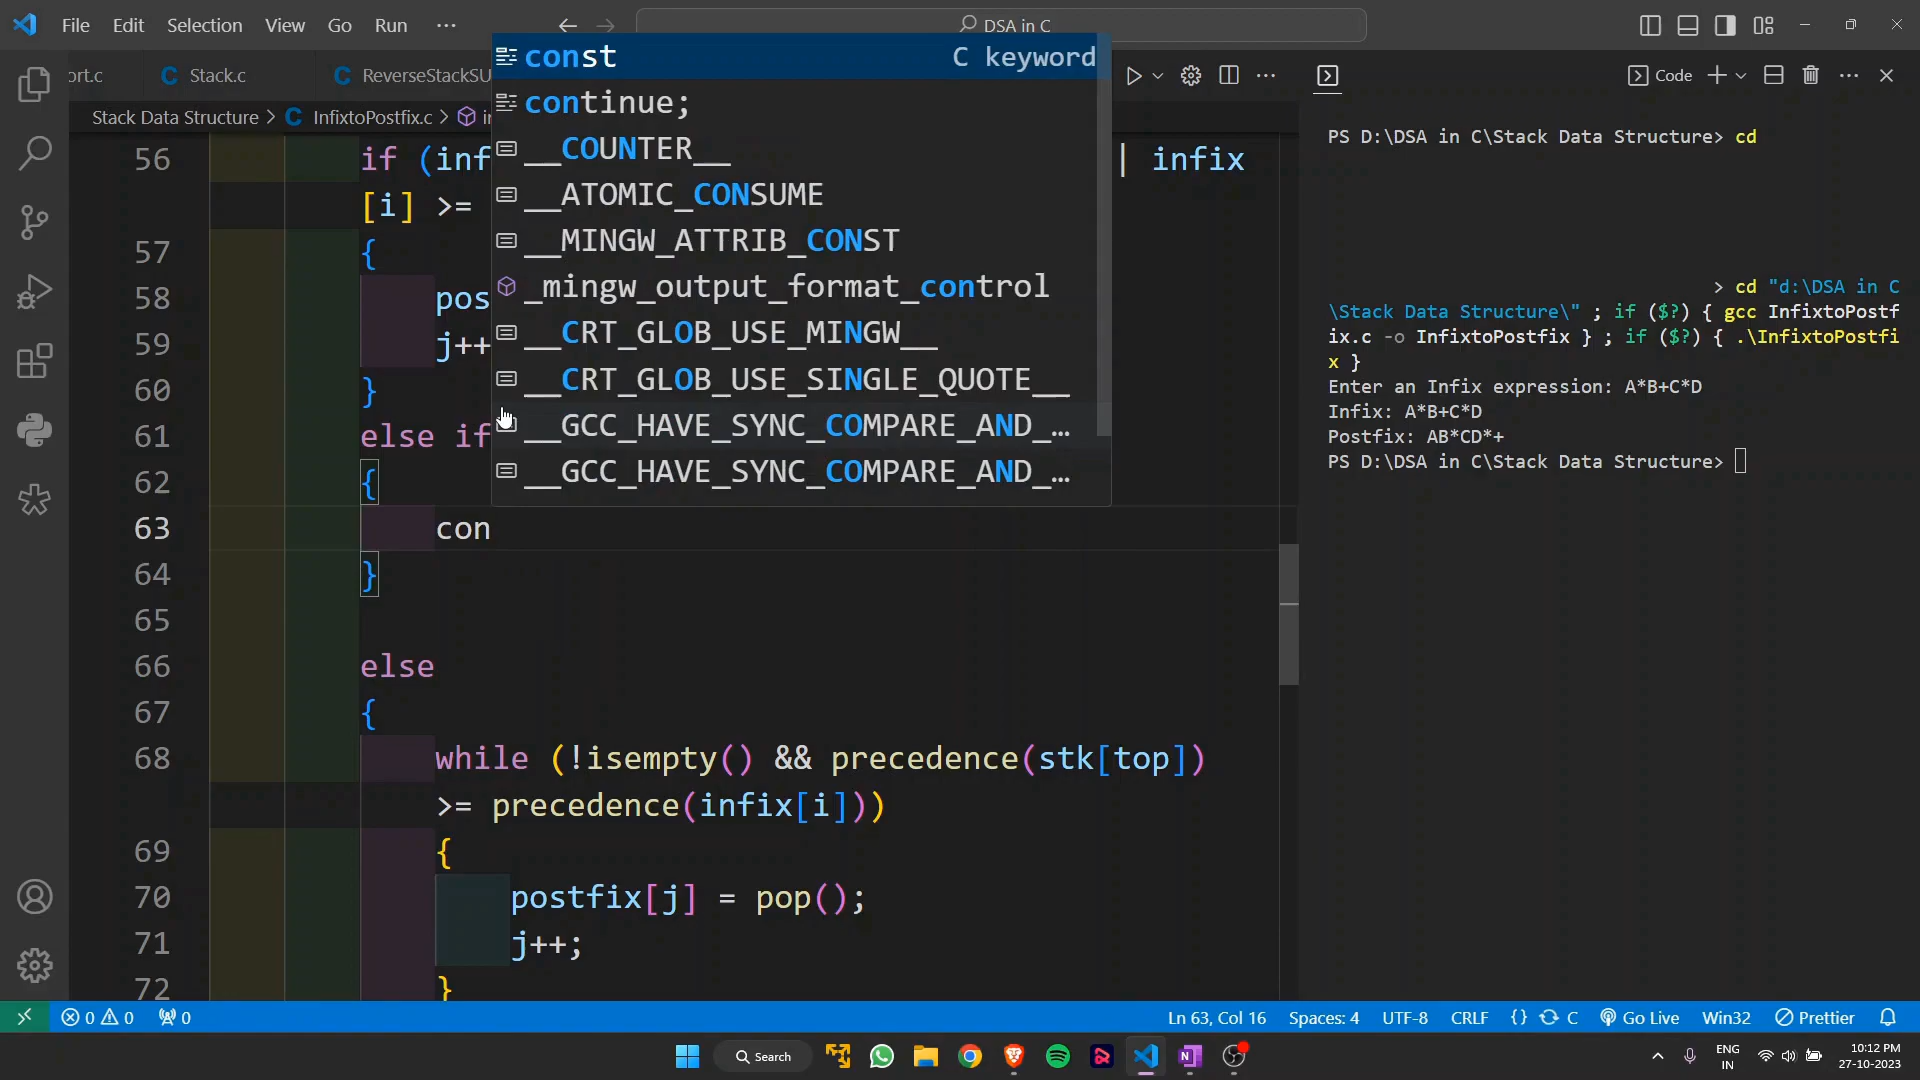 File Edit Selection View Go Run ··· DSA in C
ort.c C Stack.c C ReverseStackSU
Stack Data Structure > C InfixtoPostfix.c >
const C keyword
continue;
__COUNTER__
__ATOMIC_CONSUME
__MINGW_ATTRIB_CONST
_mingw_output_format_control
__CRT_GLOB_USE_MINGW__
__CRT_GLOB_USE_SINGLE_QUOTE__
__GCC_HAVE_SYNC_COMPARE_AND_…
__GCC_HAVE_SYNC_COMPARE_AND_…
56 if (inf | infix
[i] >=
57 {
58 pos
59 j++
60 }
61 else if
62 {
63 con
64 }
65
66 else
67 {
68 while (!isempty() && precedence(stk[top])
>= precedence(infix[i]))
69 {
70 postfix[j] = pop();
71 j++;
72 }
Code
PS D:\DSA in C\Stack Data Structure> cd
> cd "d:\DSA in C
\Stack Data Structure\" ; if ($?) { gcc InfixtoPostf
ix.c -o InfixtoPostfix } ; if ($?) { .\InfixtoPostfi
x }
Enter an Infix expression: A*B+C*D
Infix: A*B+C*D
Postfix: AB*CD*+
PS D:\DSA in C\Stack Data Structure>
0 0 0 Ln 63, Col 16 Spaces: 4 UTF-8 CRLF {} C Go Live Win32 Prettier
Search ENG IN 10:12 PM 27-10-2023